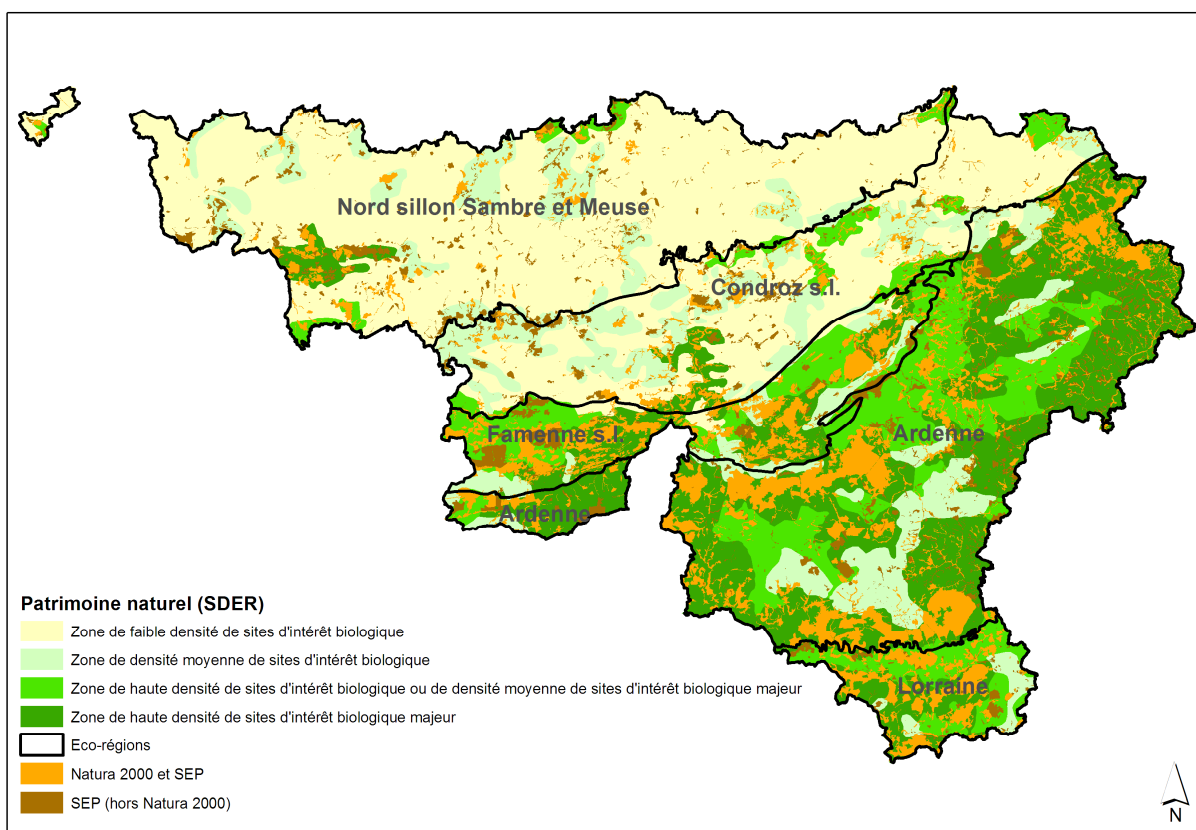 Nord sillon Sambre et Meuse
Condroz s.l.
Famenne s.l.
Ardenne
Ardenne
Lorraine
Patrimoine naturel (SDER)
Zone de faible densité de sites d'intérêt biologique
Zone de densité moyenne de sites d'intérêt biologique
Zone de haute densité de sites d'intérêt biologique ou de densité moyenne de sites d'intérêt biologique majeur
Zone de haute densité de sites d'intérêt biologique majeur
Eco-régions
Natura 2000 et SEP
SEP (hors Natura 2000)
N